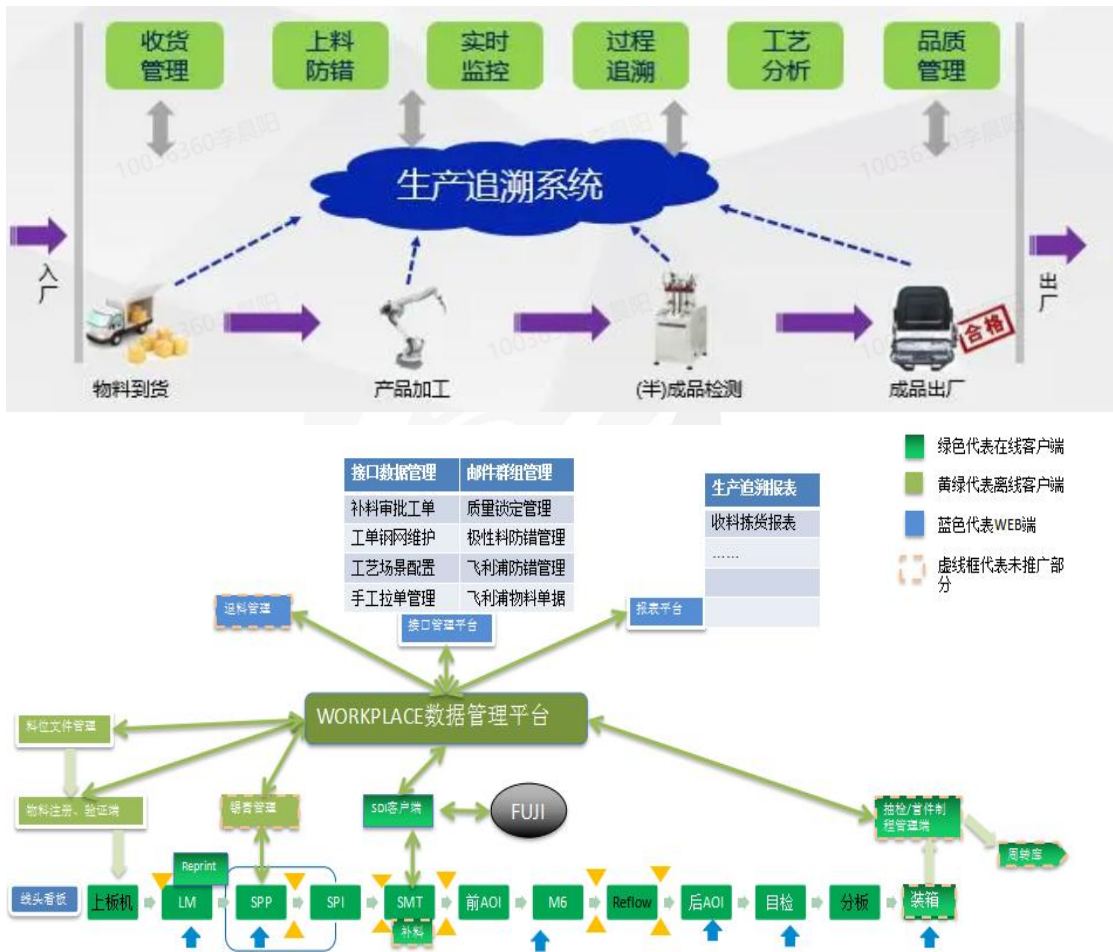 收货
管理
上料
防错
实时
监控
过程
追溯
工艺
分析
品质
管理
10036360李晨阳
生产追溯系统
入厂
出厂
合格
物料到货
产品加工
(半)成品检测
成品出厂
接口数据管理 邮件群组管理
补料审批工单 质量锁定管理
工单钢网维护 极性料防错管理
工艺场景配置 飞利浦防错管理
手工拉单管理 飞利浦物料单据
生产追溯报表
收料拣货报表
......
绿色代表在线客户端
黄绿代表离线客户端
蓝色代表WEB端
虚线框代表未推广部
分
退料管理
接口管理平台
报表平台
WORKPLACE数据管理平台
料位文件管理
物料注册、验证端
锡膏管理
SDI客户端
FUJI
抽检/首件制
程管理端
周转库
Reprint
线头看板
上板机
LM
SPP
SPI
SMT
补料
前AOI
M6
Reflow
后AOI
目检
分板
装箱